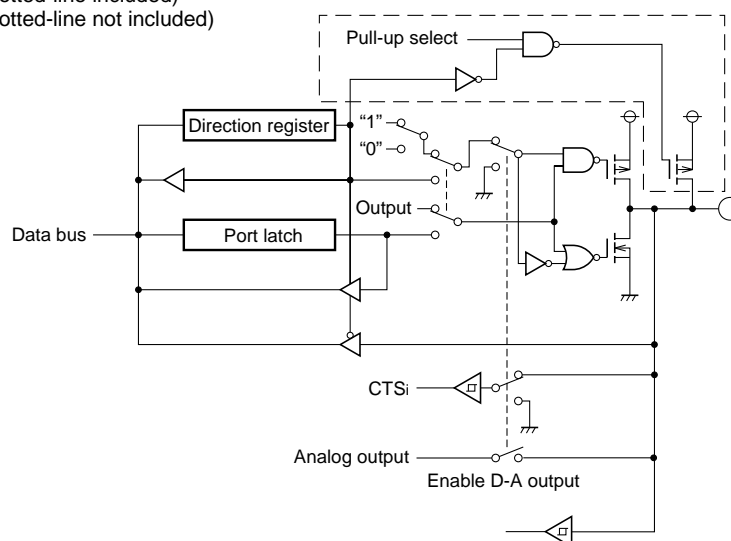 otted-line included)
otted-line not included)
Pull-up select
Direction register
“1”
“0”
Output
Data bus
Port latch
CTSi
Analog output
Enable D-A output